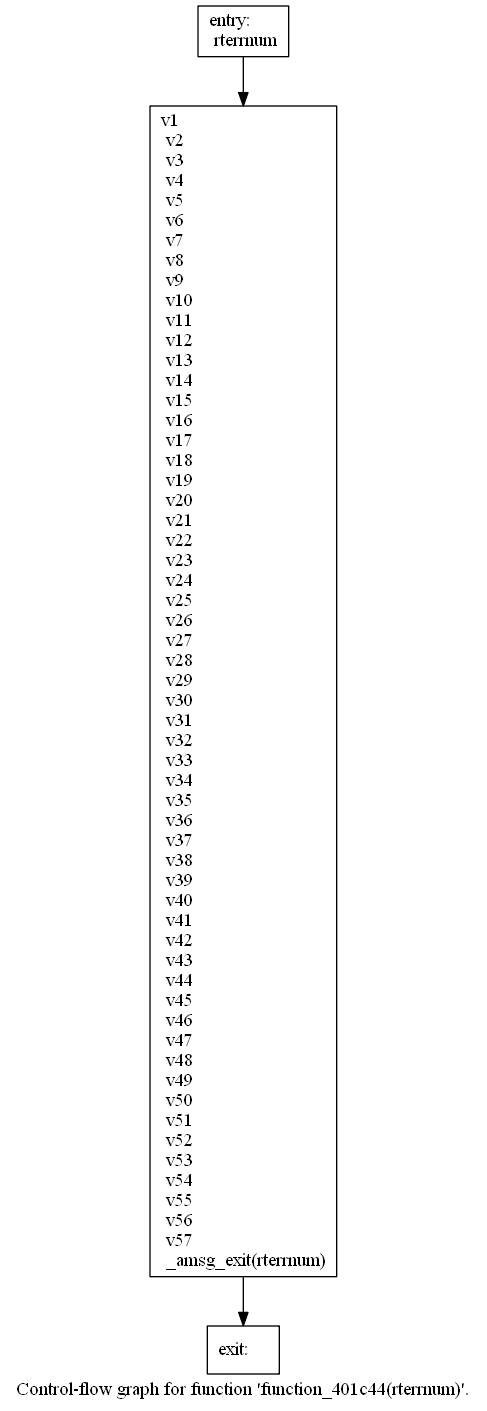 entry:
rterrnum
v1
v2
v3
v4
v5
v6
v7
v8
v9
v10
v11
v12
v13
v14
v15
v16
v17
v18
v19
v20
v21
v22
v23
v24
v25
v26
v27
v28
v29
v30
v31
v32
v33
v34
v35
v36
v37
v38
v39
v40
v41
v42
v43
v44
v45
v46
v47
v48
v49
v50
v51
v52
v53
v54
v55
v56
v57
_amsg_exit(rterrnum)
exit:
Control-flow graph for function 'function_401c44(rterrnum)'.